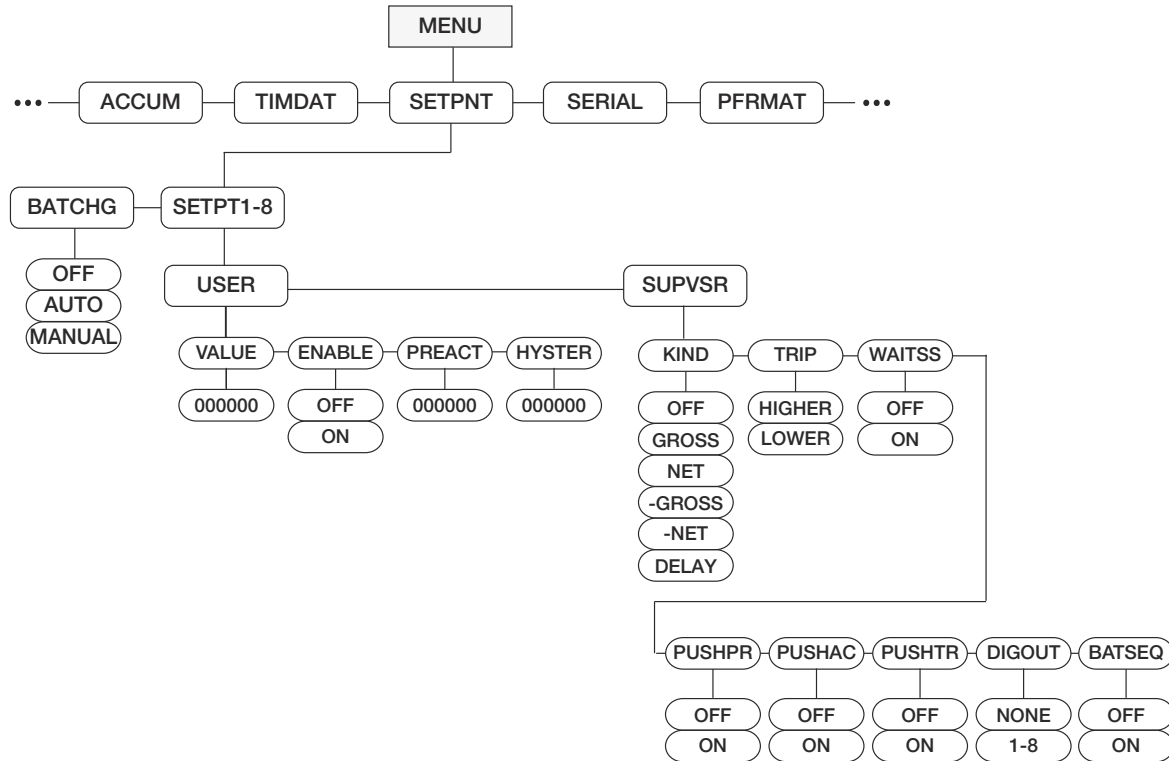 MENU
••• ACCUM TIMDAT SETPNT SERIAL PFRMAT •••
BATCHG SETPT1-8
OFF
AUTO
MANUAL
USER SUPVSR
VALUE ENABLE PREACT HYSTER
000000 OFF 000000 000000
ON
KIND TRIP WAITSS
OFF HIGHER OFF
GROSS LOWER ON
NET
-GROSS
-NET
DELAY
PUSHPR PUSHAC PUSHTR DIGOUT BATSEQ
OFF OFF OFF NONE OFF
ON ON ON 1-8 ON